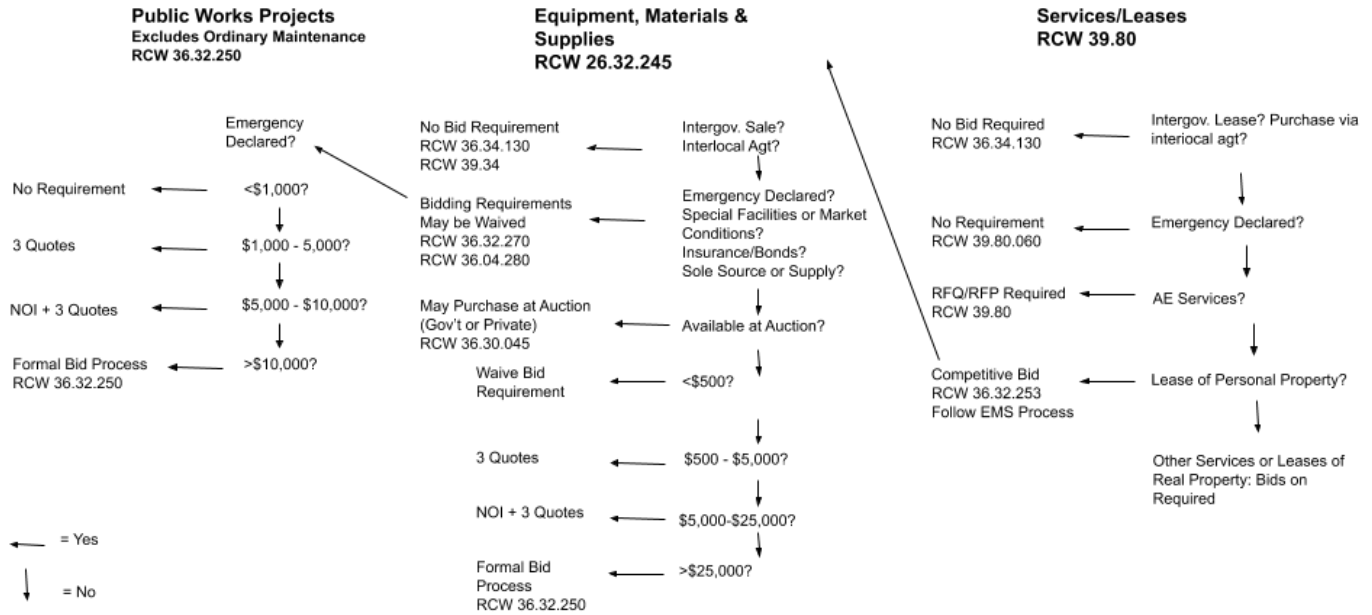 Public Works Projects
Excludes Ordinary Maintenance
RCW 36.32.250
Emergency
Declared?
No Requirement
<$1,000?
3 Quotes
$1,000 - 5,000?
NOI + 3 Quotes
$5,000 - $10,000?
Formal Bid Process
RCW 36.32.250
>$10,000?
= Yes
= No
Equipment, Materials &
Supplies
RCW 26.32.245
No Bid Requirement
RCW 36.34.130
RCW 39.34
Intergov. Sale?
Interlocal Agt?
Bidding Requirements
May be Waived
RCW 36.32.270
RCW 36.04.280
Emergency Declared?
Special Facilities or Market
Conditions?
Insurance/Bonds?
Sole Source or Supply?
May Purchase at Auction
(Gov't or Private)
RCW 36.30.045
Available at Auction?
Waive Bid
Requirement
<$500?
3 Quotes
$500 - $5,000?
NOI + 3 Quotes
$5,000-$25,000?
Formal Bid
Process
RCW 36.32.250
>$25,000?
Services/Leases
RCW 39.80
No Bid Required
RCW 36.34.130
Intergov. Lease? Purchase via
interlocal agt?
No Requirement
RCW 39.80.060
Emergency Declared?
RFQ/RFP Required
RCW 39.80
AE Services?
Competitive Bid
RCW 36.32.253
Follow EMS Process
Lease of Personal Property?
Other Services or Leases of
Real Property: Bids on
Required